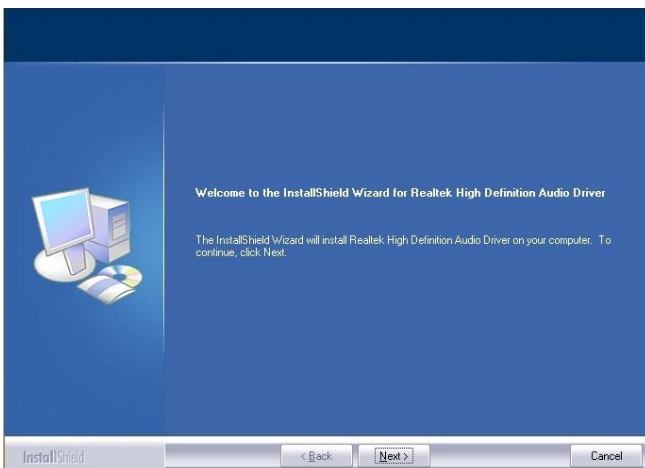 Welcome to the InstallShield Wizard for Realtek High Definition Audio Driver
The InstallShield Wizard will install Realtek High Definition Audio Driver on your computer. To
continue, click Next.
InstallShield
< Back Next > Cancel